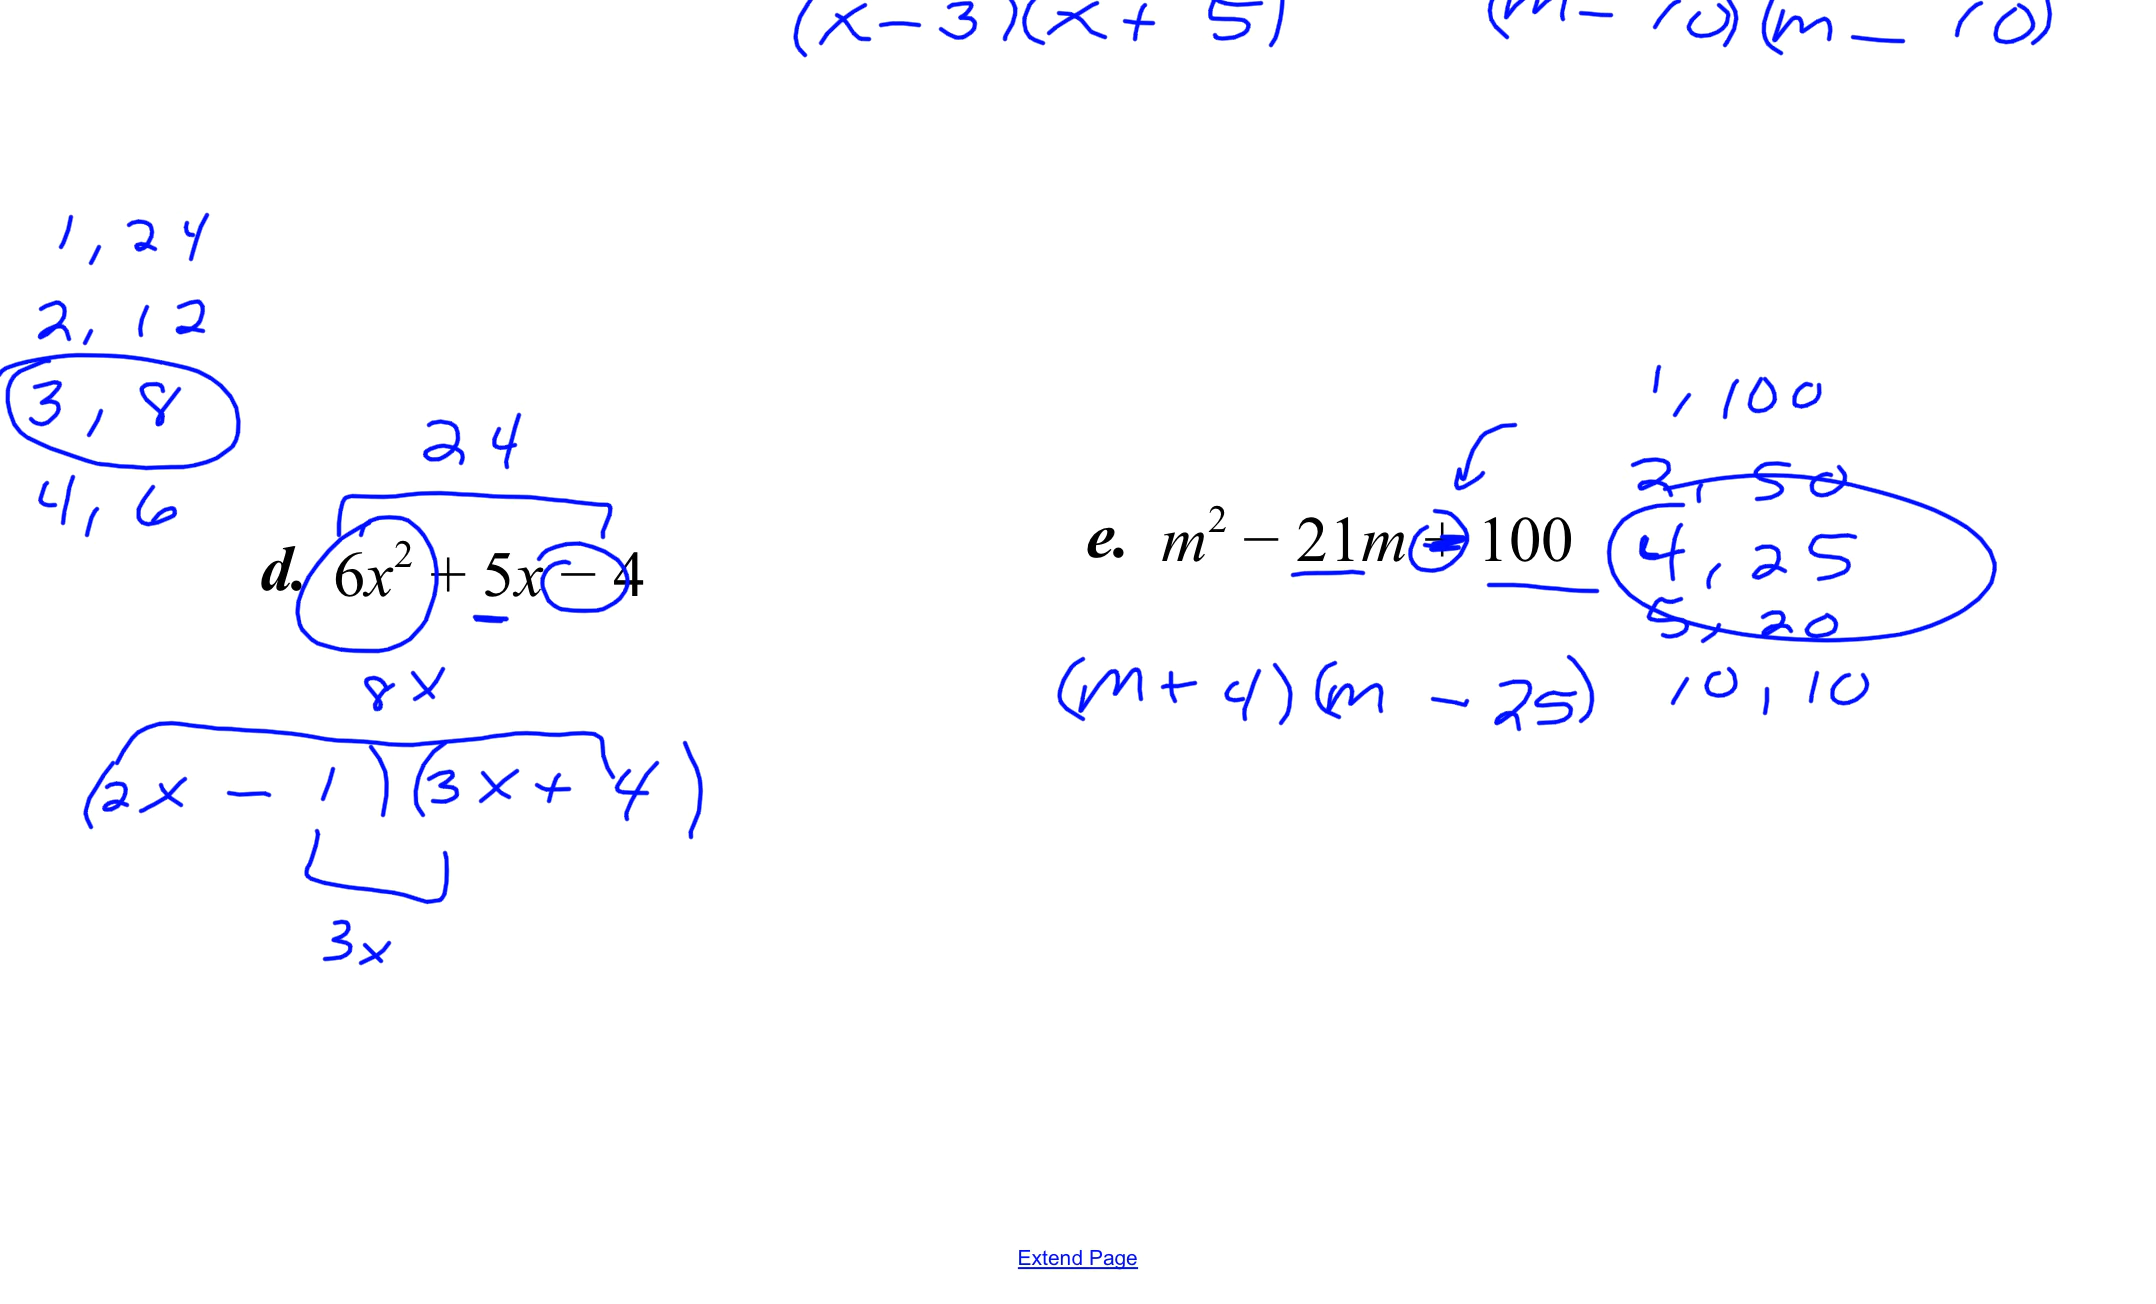 (x - 3)(x + 5)
(m - 10)(m - 10)
1, 24
2, 12
3, 8
4, 6
24
d. 6x² + 5x - 4
8x
(2x - 1)(3x + 4)
3x
1, 100
2, 50
4, 25
5, 20
10, 10
e. m² - 21m - 100
(m + 4)(m - 25)
Extend Page